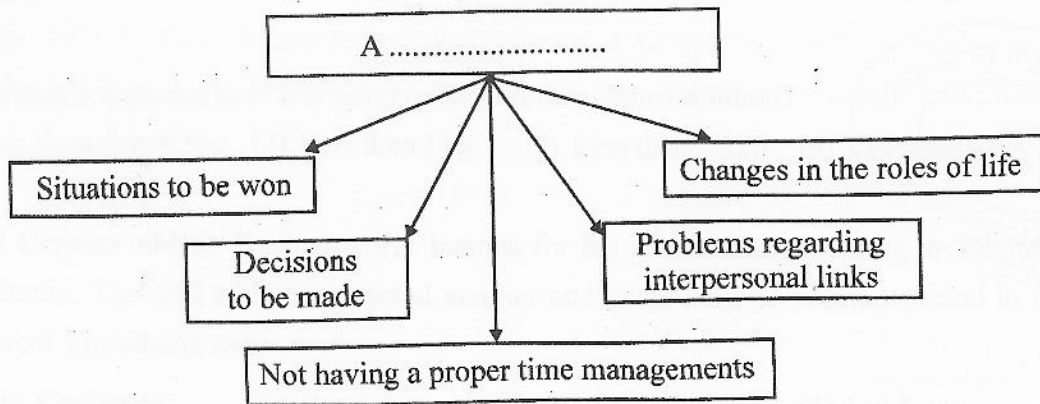 A ..............................
Situations to be won
Changes in the roles of life
Decisions
to be made
Problems regarding
interpersonal links
Not having a proper time managements